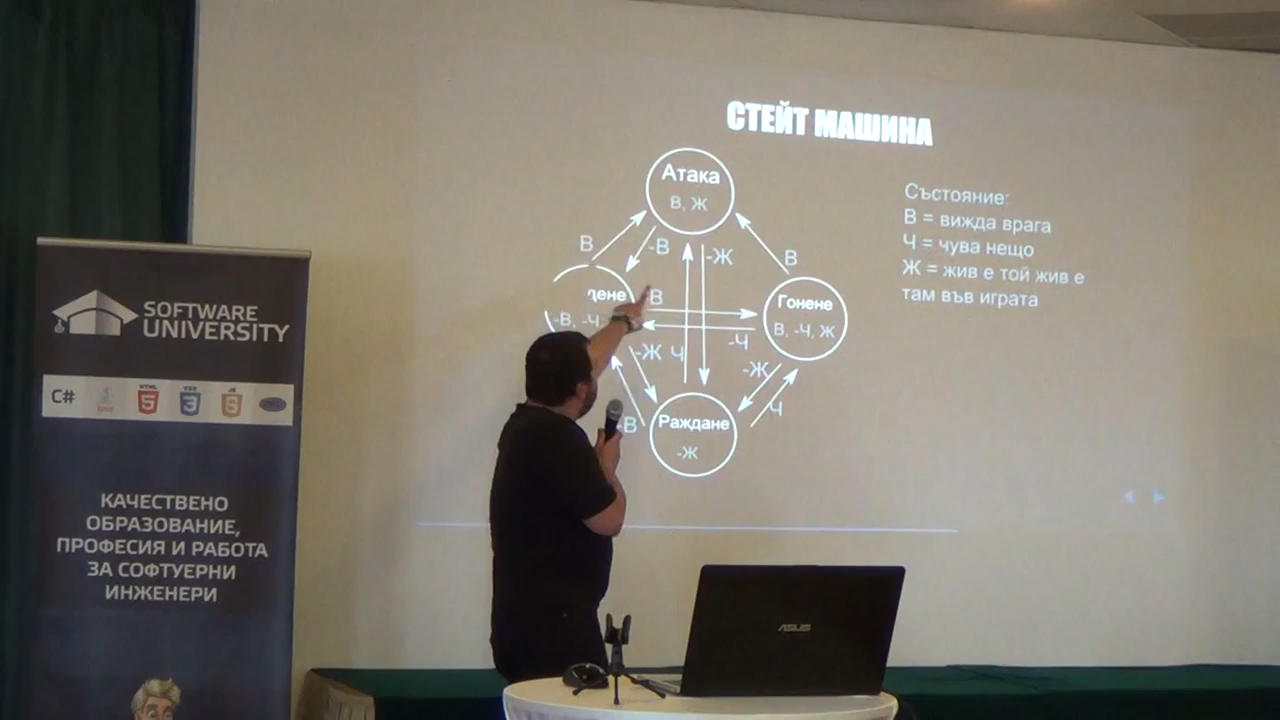 SOFTWARE
UNIVERSITY
C#
HTML
5
CSS
3
JS
5
КАЧЕСТВЕНО
ОБРАЗОВАНИЕ,
ПРОФЕСИЯ И РАБОТА
ЗА СОФТУЕРНИ
ИНЖЕНЕРИ
СТЕЙТ МАШИНА
Атака
В, Ж
В
-В
-Ж
В
дене
-В, -Ч
В
Гонене
В, -Ч, Ж
-Ч
-Ж
Ч
-Ж
Ч
-В
Раждане
-Ж
Състояние:
В = вижда врага
Ч = чува нещо
Ж = жив е той жив е
там във играта
ASUS